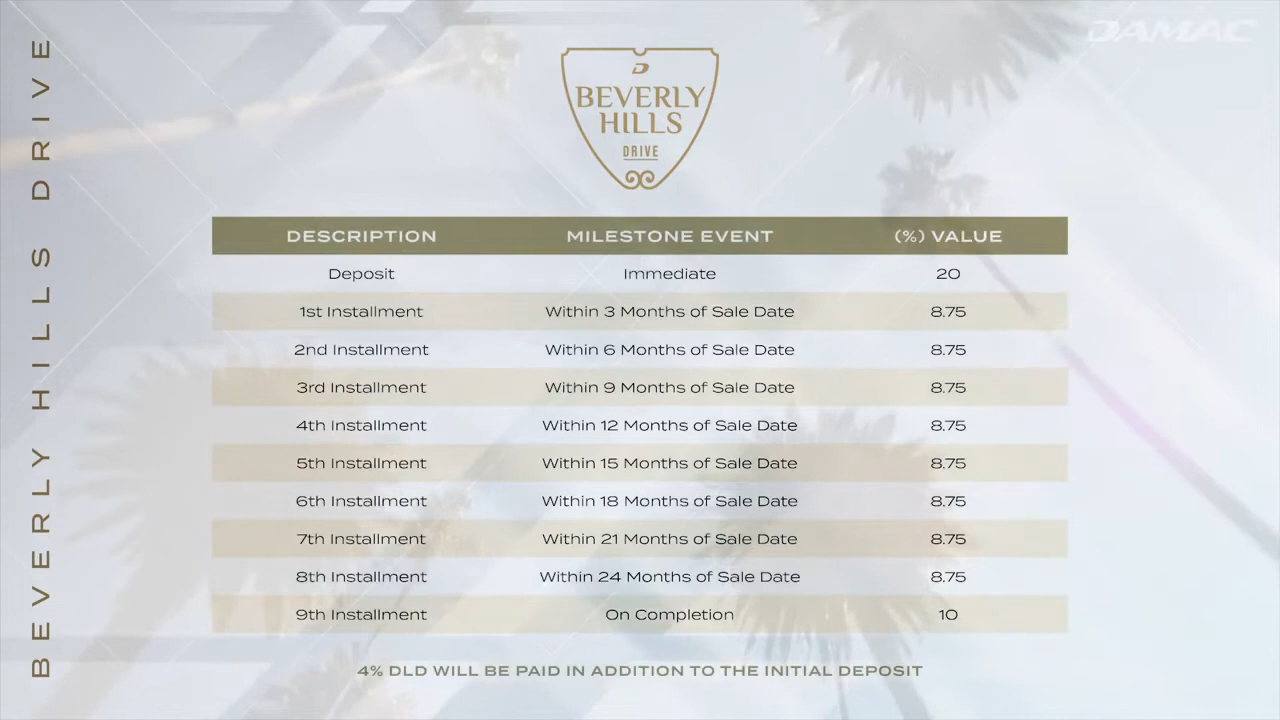 DAMAC
BEVERLY HILLS DRIVE
BEVERLY
HILLS
DRIVE
DESCRIPTION MILESTONE EVENT (%) VALUE
Deposit Immediate 20
1st Installment Within 3 Months of Sale Date 8.75
2nd Installment Within 6 Months of Sale Date 8.75
3rd Installment Within 9 Months of Sale Date 8.75
4th Installment Within 12 Months of Sale Date 8.75
5th Installment Within 15 Months of Sale Date 8.75
6th Installment Within 18 Months of Sale Date 8.75
7th Installment Within 21 Months of Sale Date 8.75
8th Installment Within 24 Months of Sale Date 8.75
9th Installment On Completion 10
4% DLD WILL BE PAID IN ADDITION TO THE INITIAL DEPOSIT